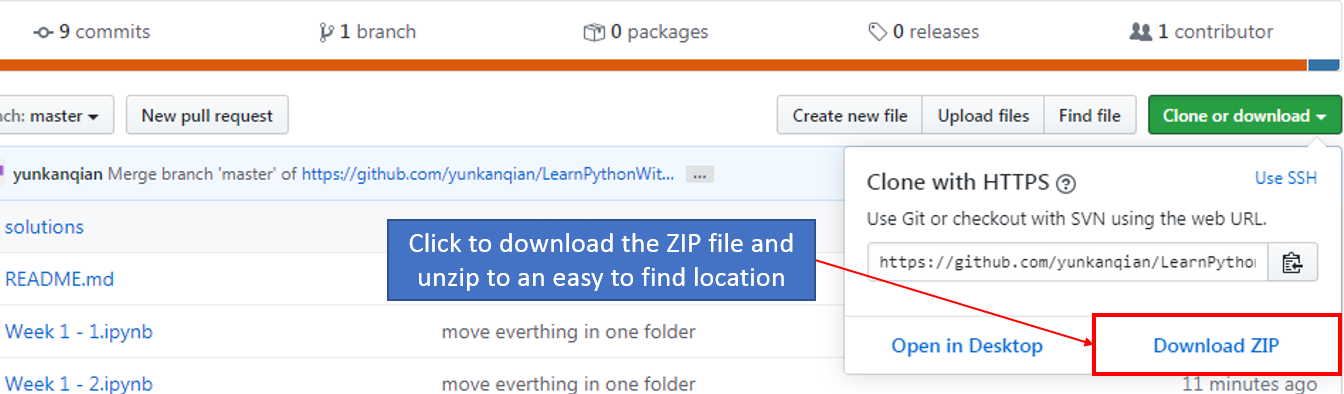 9 commits
1 branch
0 packages
0 releases
1 contributor
nch: master
New pull request
Create new file
Upload files
Find file
Clone or download
yunkanqian Merge branch 'master' of https://github.com/yunkanqian/LearnPythonWit... ...
Clone with HTTPS ?
Use SSH
Use Git or checkout with SVN using the web URL.
https://github.com/yunkanqian/LearnPython
Open in Desktop
Download ZIP
solutions
Click to download the ZIP file and
unzip to an easy to find location
README.md
Week 1 - 1.ipynb
move everthing in one folder
Week 1 - 2.ipynb
move everthing in one folder
11 minutes ago